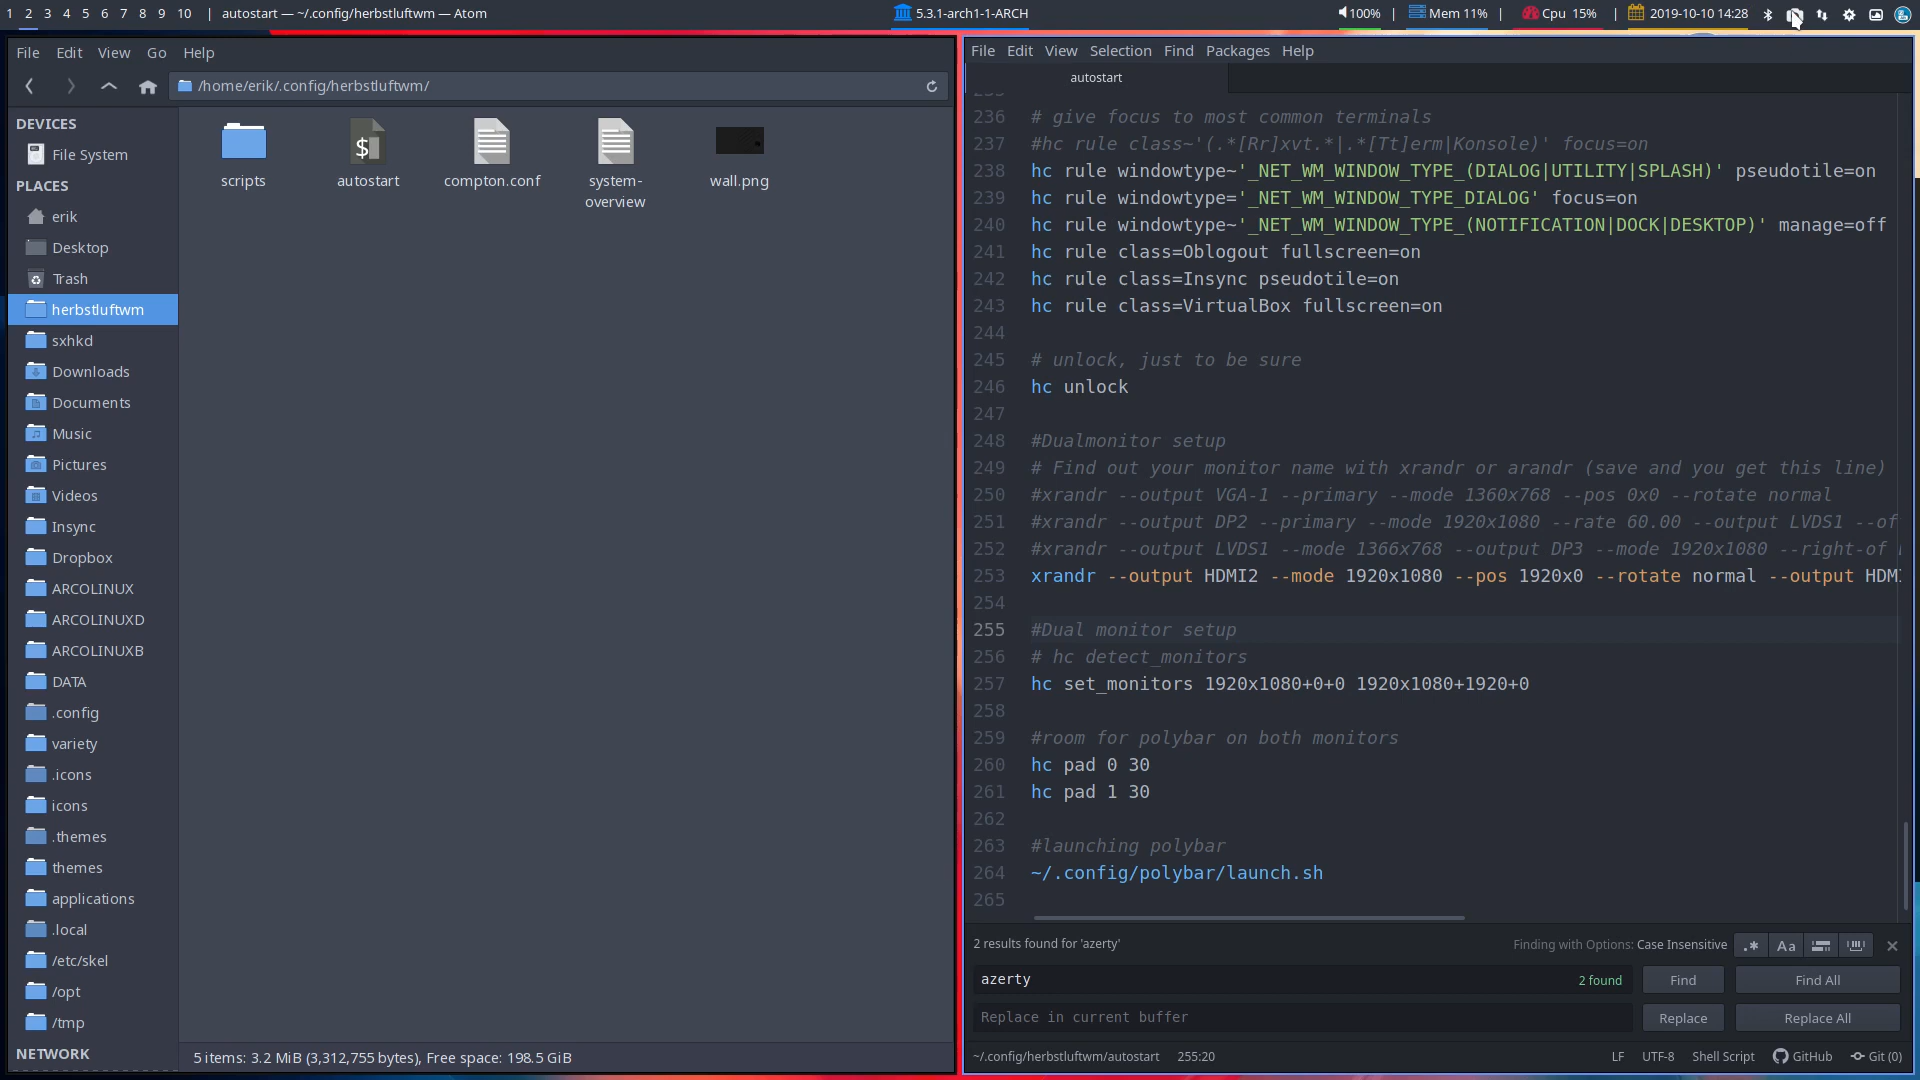 1 2 3 4 5 6 7 8 9 10 | autostart — ~/.config/herbstluftwm — Atom
5.3.1-arch1-1-ARCH
100% | Mem 11% | Cpu 15% | 2019-10-10 14:28
File Edit View Go Help
/home/erik/.config/herbstluftwm/
DEVICES
File System
PLACES
erik
Desktop
Trash
herbstluftwm
sxhkd
Downloads
Documents
Music
Pictures
Videos
Insync
Dropbox
ARCOLINUX
ARCOLINUXD
ARCOLINUXB
DATA
.config
variety
.icons
icons
.themes
themes
applications
.local
/etc/skel
/opt
/tmp
NETWORK
scripts
autostart
compton.conf
system-
overview
wall.png
5 items: 3.2 MiB (3,312,755 bytes), Free space: 198.5 GiB
File Edit View Selection Find Packages Help
autostart
236 # give focus to most common terminals
237 #hc rule class~'(.*[Rr]xvt.*|.*[Tt]erm|Konsole)' focus=on
238 hc rule windowtype~'_NET_WM_WINDOW_TYPE_(DIALOG|UTILITY|SPLASH)' pseudotile=on
239 hc rule windowtype='_NET_WM_WINDOW_TYPE_DIALOG' focus=on
240 hc rule windowtype~'_NET_WM_WINDOW_TYPE_(NOTIFICATION|DOCK|DESKTOP)' manage=off
241 hc rule class=Oblogout fullscreen=on
242 hc rule class=Insync pseudotile=on
243 hc rule class=VirtualBox fullscreen=on
244
245 # unlock, just to be sure
246 hc unlock
247
248 #Dualmonitor setup
249 # Find out your monitor name with xrandr or arandr (save and you get this line)
250 #xrandr --output VGA-1 --primary --mode 1360x768 --pos 0x0 --rotate normal
251 #xrandr --output DP2 --primary --mode 1920x1080 --rate 60.00 --output LVDS1 --of
252 #xrandr --output LVDS1 --mode 1366x768 --output DP3 --mode 1920x1080 --right-of
253 xrandr --output HDMI2 --mode 1920x1080 --pos 1920x0 --rotate normal --output HDMI
254
255 #Dual monitor setup
256 # hc detect_monitors
257 hc set_monitors 1920x1080+0+0 1920x1080+1920+0
258
259 #room for polybar on both monitors
260 hc pad 0 30
261 hc pad 1 30
262
263 #launching polybar
264 ~/.config/polybar/launch.sh
265
2 results found for 'azerty'
Finding with Options: Case Insensitive
.* Aa
azerty 2 found Find Find All
Replace in current buffer Replace Replace All
~/.config/herbstluftwm/autostart 255:20 LF UTF-8 Shell Script GitHub Git (0)